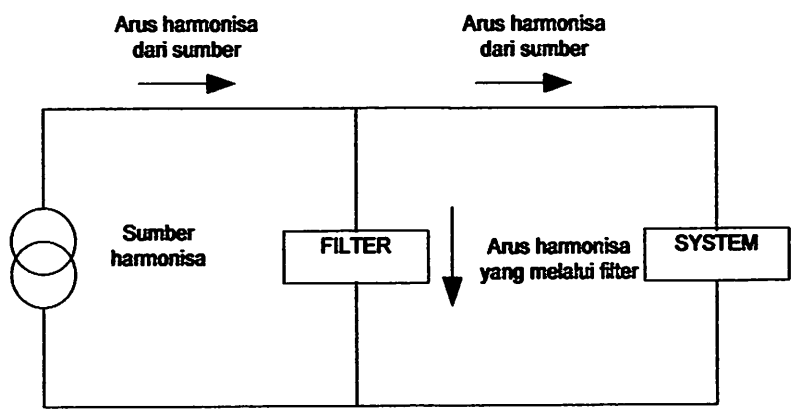 Arus harmonisa
dari sumber
Arus harmonisa
dari sumber
Sumber
harmonisa
FILTER
Arus harmonisa
yang melalui filter
SYSTEM